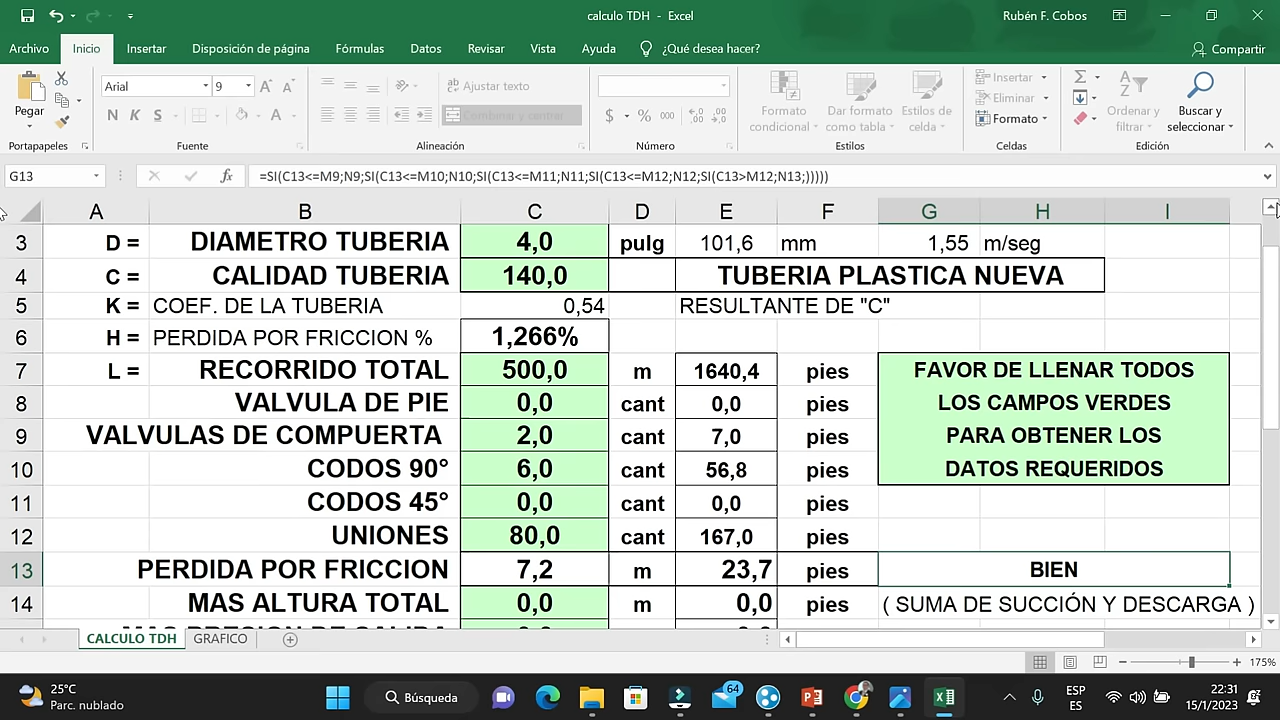 calculo TDH - Excel
Rubén F. Cobos
Archivo Inicio Insertar Disposición de página Fórmulas Datos Revisar Vista Ayuda ¿Qué desea hacer? Compartir
Pegar
Arial 9
N K S
Ajustar texto
Combinar y centrar
$ % 000
Formato condicional
Dar formato como tabla
Estilos de celda
Insertar
Eliminar
Formato
Ordenar y filtrar
Buscar y seleccionar
Portapapeles Fuente Alineación Número Estilos Celdas Edición
G13 fx =SI(C13<=M9;N9;SI(C13<=M10;N10;SI(C13<=M11;N11;SI(C13<=M12;N12;SI(C13>M12;N13;)))))
A B C D E F G H I
3 D = DIAMETRO TUBERIA 4,0 pulg 101,6 mm 1,55 m/seg
4 C = CALIDAD TUBERIA 140,0 TUBERIA PLASTICA NUEVA
5 K = COEF. DE LA TUBERIA 0,54 RESULTANTE DE "C"
6 H = PERDIDA POR FRICCION % 1,266%
7 L = RECORRIDO TOTAL 500,0 m 1640,4 pies FAVOR DE LLENAR TODOS
8 VALVULA DE PIE 0,0 cant 0,0 pies LOS CAMPOS VERDES
9 VALVULAS DE COMPUERTA 2,0 cant 7,0 pies PARA OBTENER LOS
10 CODOS 90° 6,0 cant 56,8 pies DATOS REQUERIDOS
11 CODOS 45° 0,0 cant 0,0 pies
12 UNIONES 80,0 cant 167,0 pies
13 PERDIDA POR FRICCION 7,2 m 23,7 pies BIEN
14 MAS ALTURA TOTAL 0,0 m 0,0 pies ( SUMA DE SUCCIÓN Y DESCARGA )
CALCULO TDH GRAFICO
175%
25°C
Parc. nublado
Búsqueda
64
ESP
ES
22:31
15/1/2023